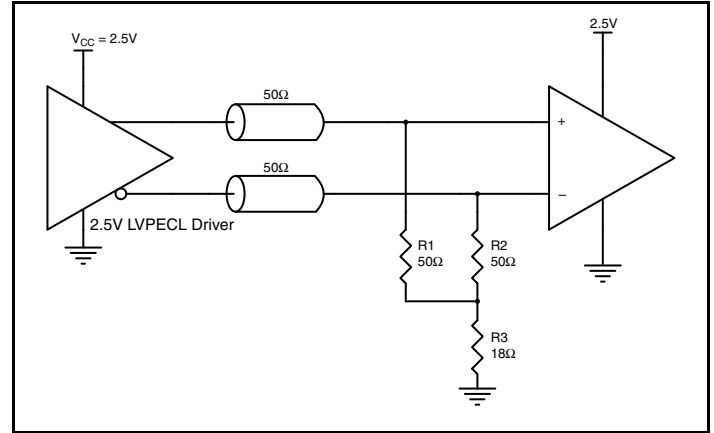 V_CC = 2.5V
2.5V
50Ω
50Ω
+
−
2.5V LVPECL Driver
R1
50Ω
R2
50Ω
R3
18Ω